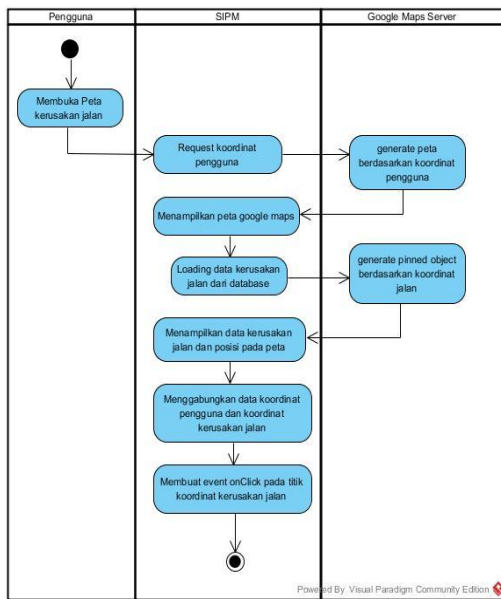 Pengguna
SIPM
Google Maps Server
Membuka Peta
kerusakan jalan
Request koordinat
pengguna
generate peta
berdasarkan koordinat
pengguna
Menampilkan peta google maps
Loading data kerusakan
jalan dari database
generate pinned object
berdasarkan koordinat
jalan
Menampilkan data kerusakan
jalan dan posisi pada peta
Menggabungkan data koordinat
pengguna dan koordinat
kerusakan jalan
Membuat event onClick pada titik
koordinat kerusakan jalan
Powered By Visual Paradigm Community Edition